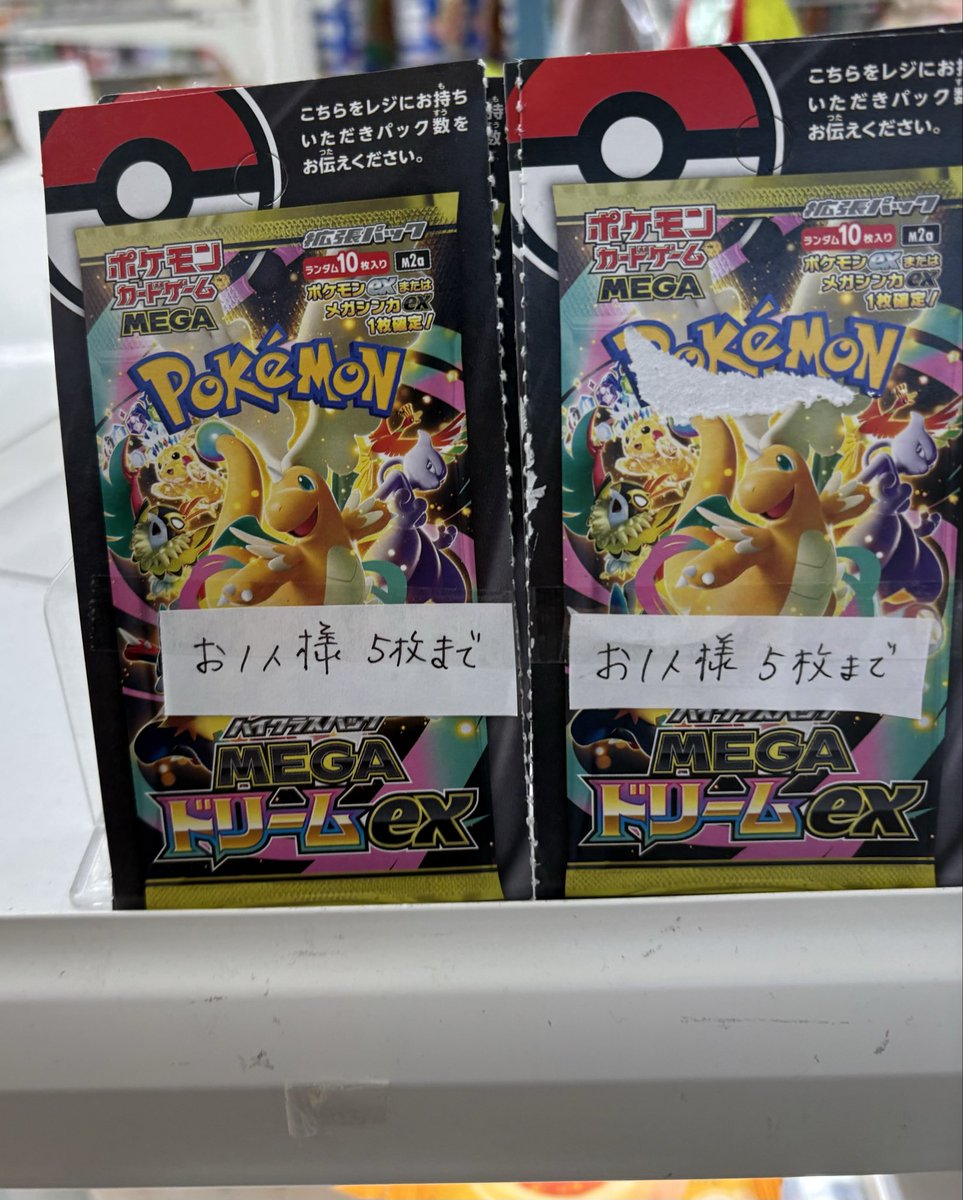 こちらをレジにお持ち
いただきパック数を
お伝えください。
ポケモン
カードゲーム
MEGA
拡張パック
ランダム10枚入り M2a
ポケモンexまたは
メガシンカex
1枚確定!
POKéMON
お1人様 5枚まで
ハイクラスパック
MEGA
ドリームex
こちらをレジにお持ち
いただきパック数を
お伝えください。
ポケモン
カードゲーム
MEGA
拡張パック
ランダム10枚入り M2a
ポケモンexまたは
メガシンカex
1枚確定!
POKéMON
お1人様 5枚まで
ハイクラスパック
MEGA
ドリームex